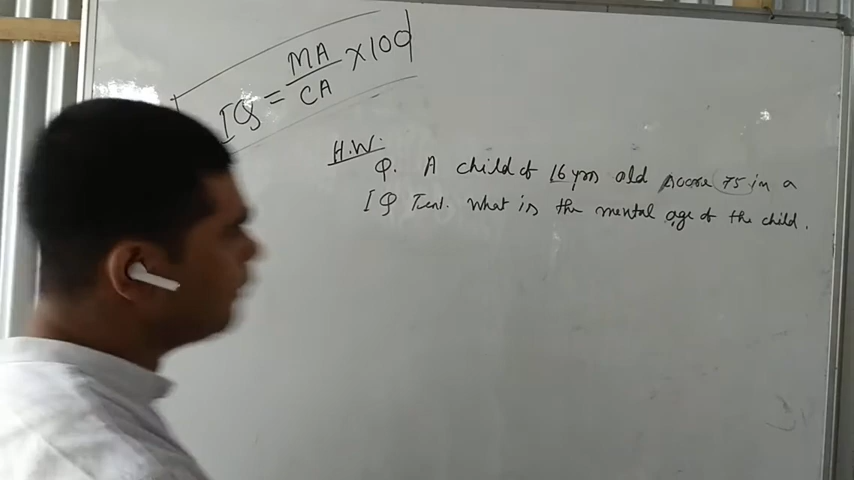 IQ = MA/CA × 100
H.W.
Q. A child of 16 yrs old score 75 in a
IQ Test. What is the mental age of the child.